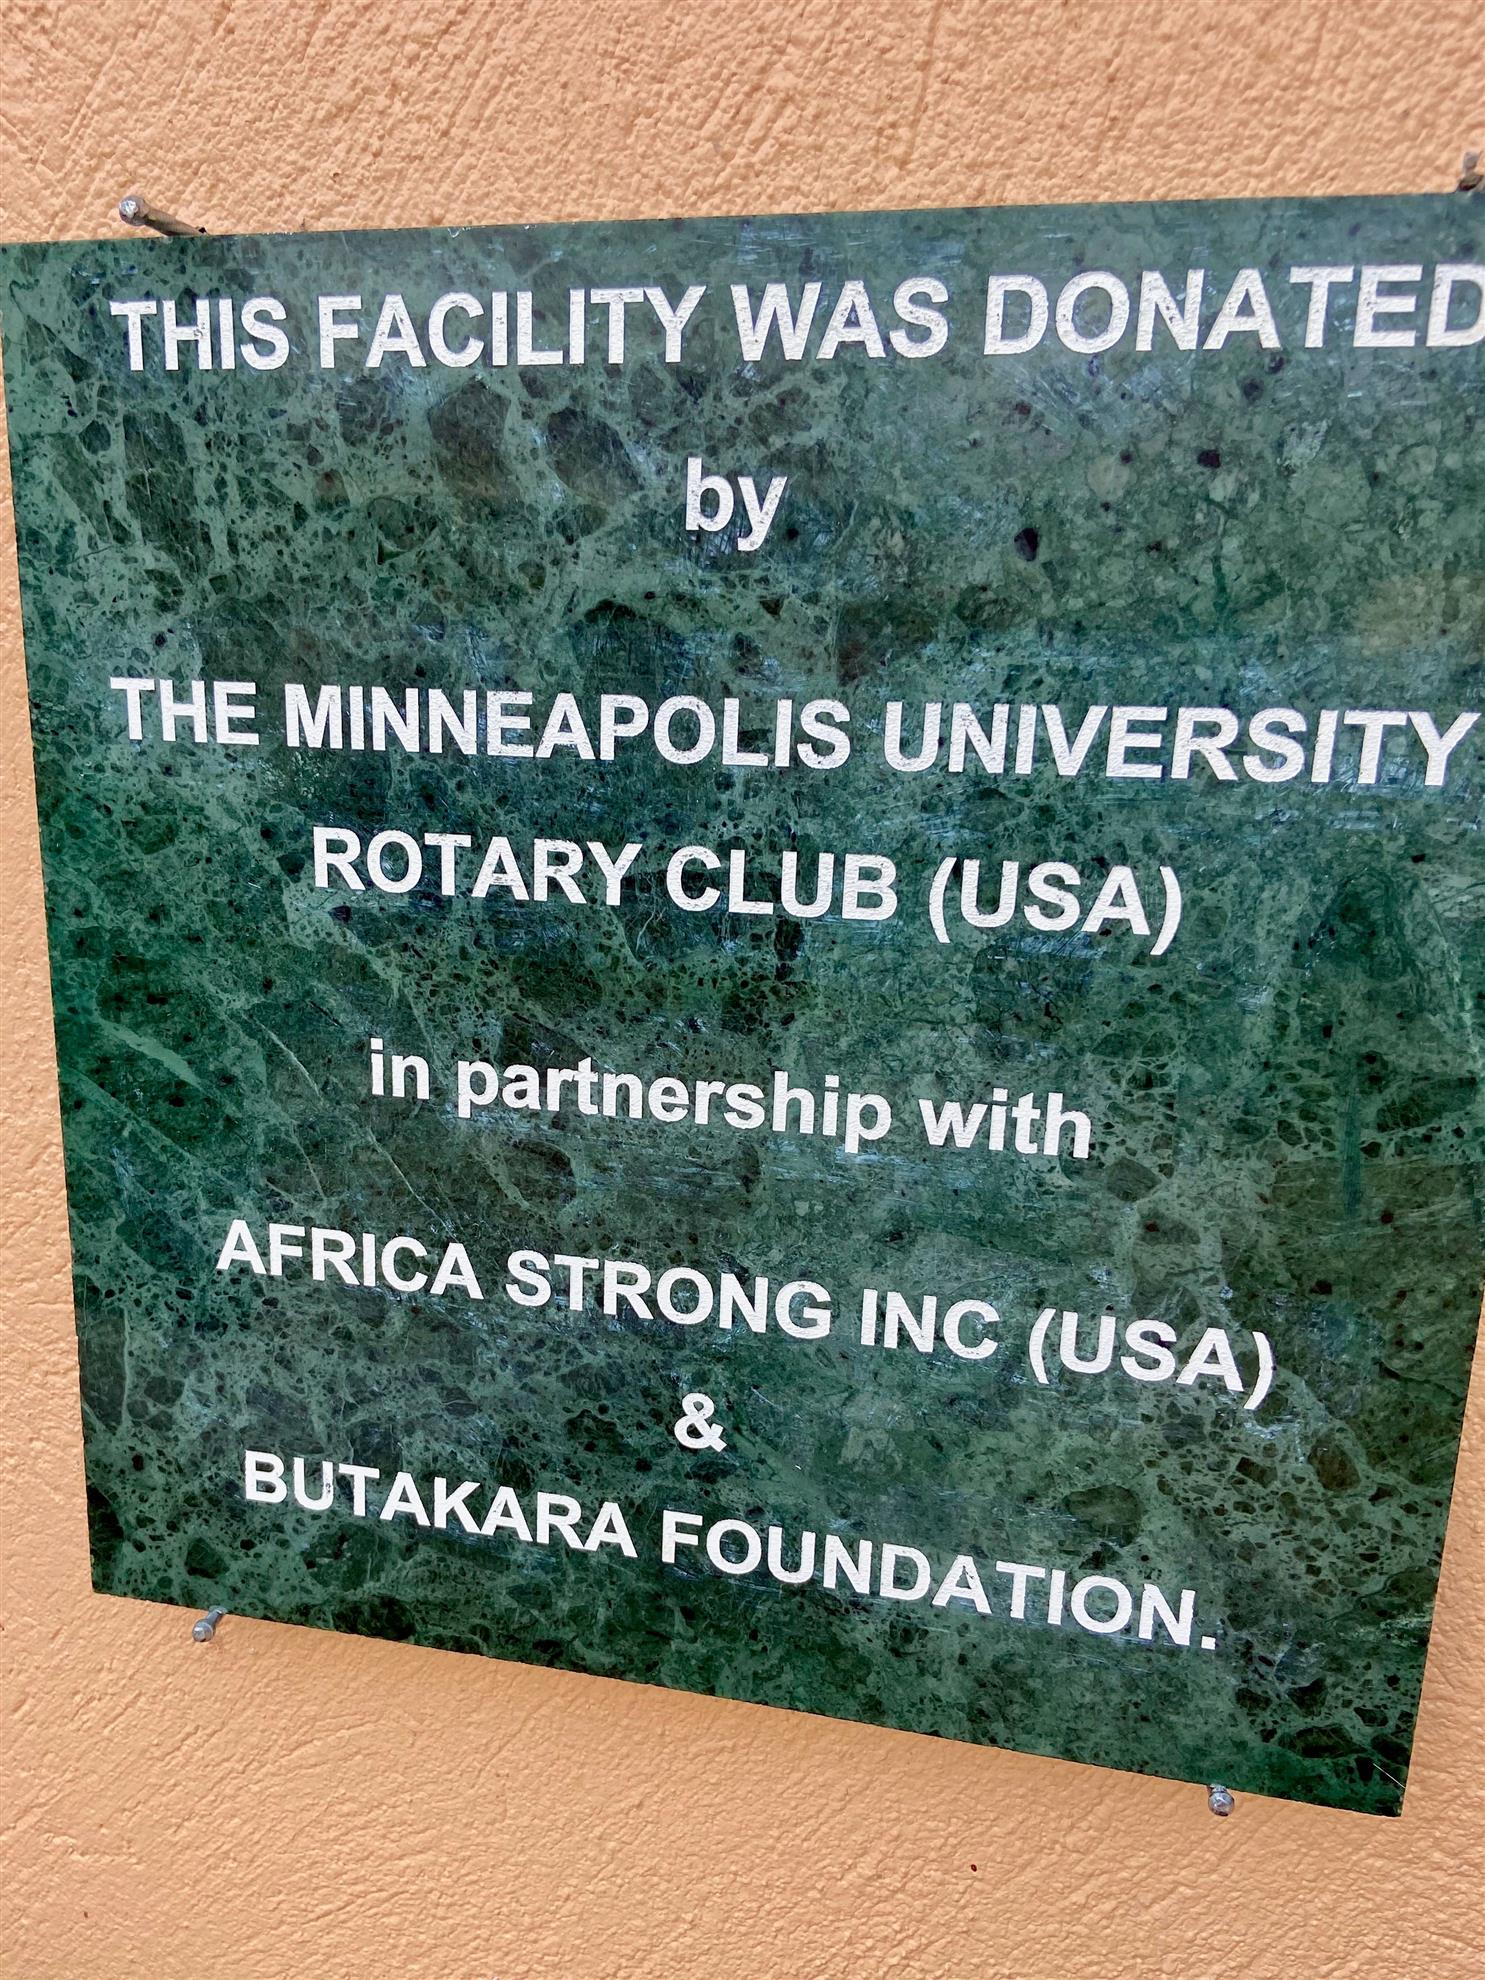 THIS FACILITY WAS DONATED
by
THE MINNEAPOLIS UNIVERSITY
ROTARY CLUB (USA)
in partnership with
AFRICA STRONG INC (USA)
&
BUTAKARA FOUNDATION.